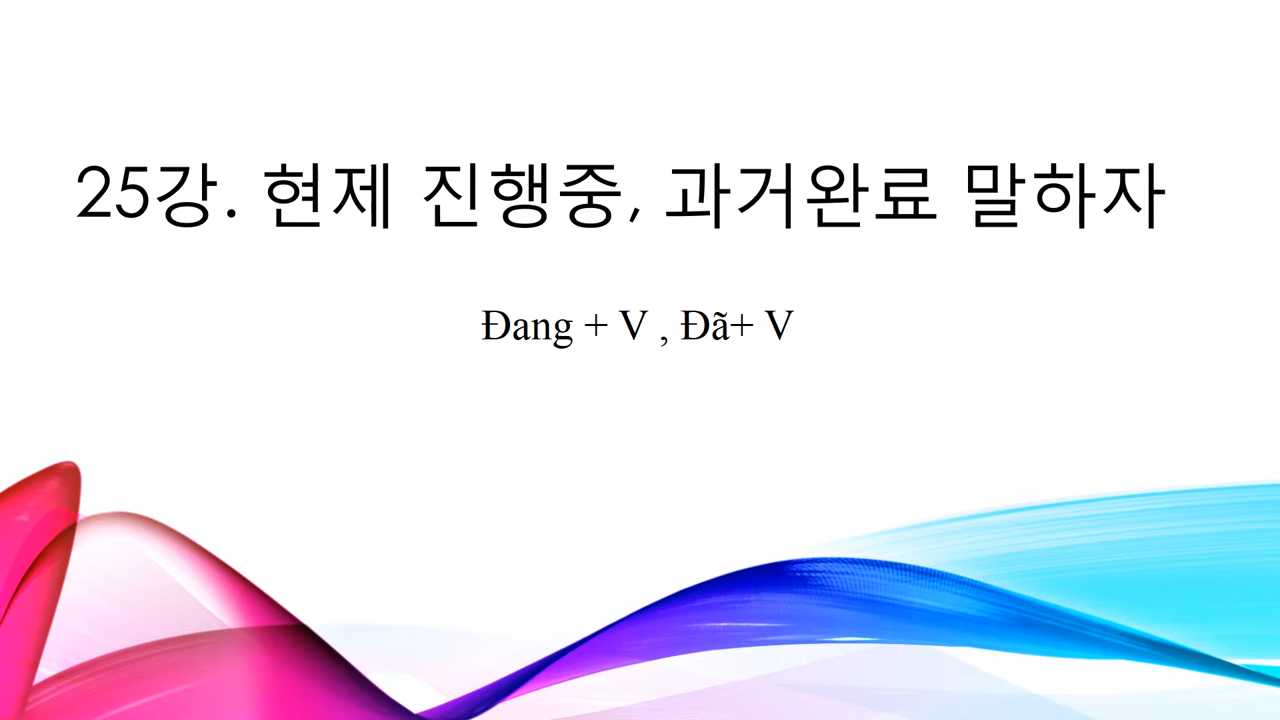 25강. 현제 진행중, 과거완료 말하자
Đang + V , Đã+ V